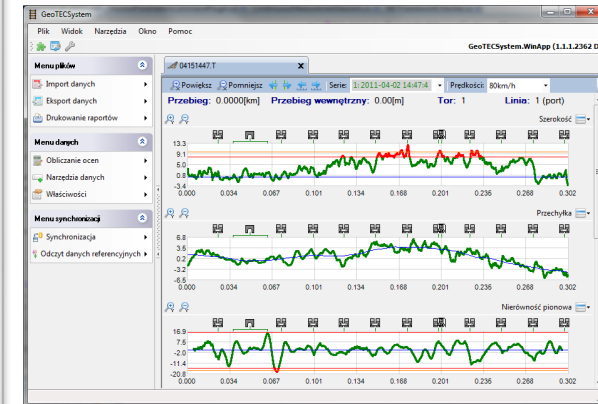 GeoTECSystem
Plik Widok Narzędzia Okno Pomoc
GeoTECSystem.WinApp (1.1.1.2362 D
Menu plików
Import danych
Eksport danych
Drukowanie raportów
Menu danych
Obliczanie ocen
Narzędzia danych
Właściwości
Menu synchronizacji
Synchronizacja
Odczyt danych referencyjnych
04151447.T x
Powiększ Pomniejsz Serie: 1:2011-04-02 14:47:4 Prędkości: 80km/h
Przebieg: 0.0000[km] Przebieg wewnętrzny: 0.00[m] Tor: 1 Linia: 1 (port)
Szerokość
13.3
9.1
5.0
0.8
-3.4
0.000 0.034 0.067 0.101 0.134 0.168 0.201 0.235 0.268 0.302
Przechyłka
6.8
3.5
0.2
-3.2
-6.5
0.000 0.034 0.067 0.101 0.134 0.168 0.201 0.235 0.268 0.302
Nierówność pionowa
16.9
7.5
-2.0
-11.4
-20.8
0.000 0.034 0.067 0.101 0.134 0.168 0.201 0.235 0.268 0.302